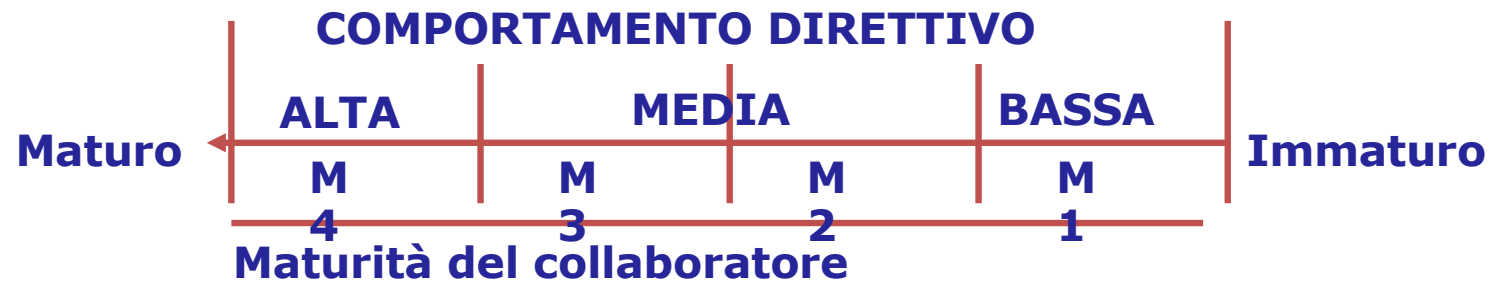 COMPORTAMENTO DIRETTIVO
ALTA MEDIA BASSA
Maturo Immaturo
M M M M
4 3 2 1
Maturità del collaboratore